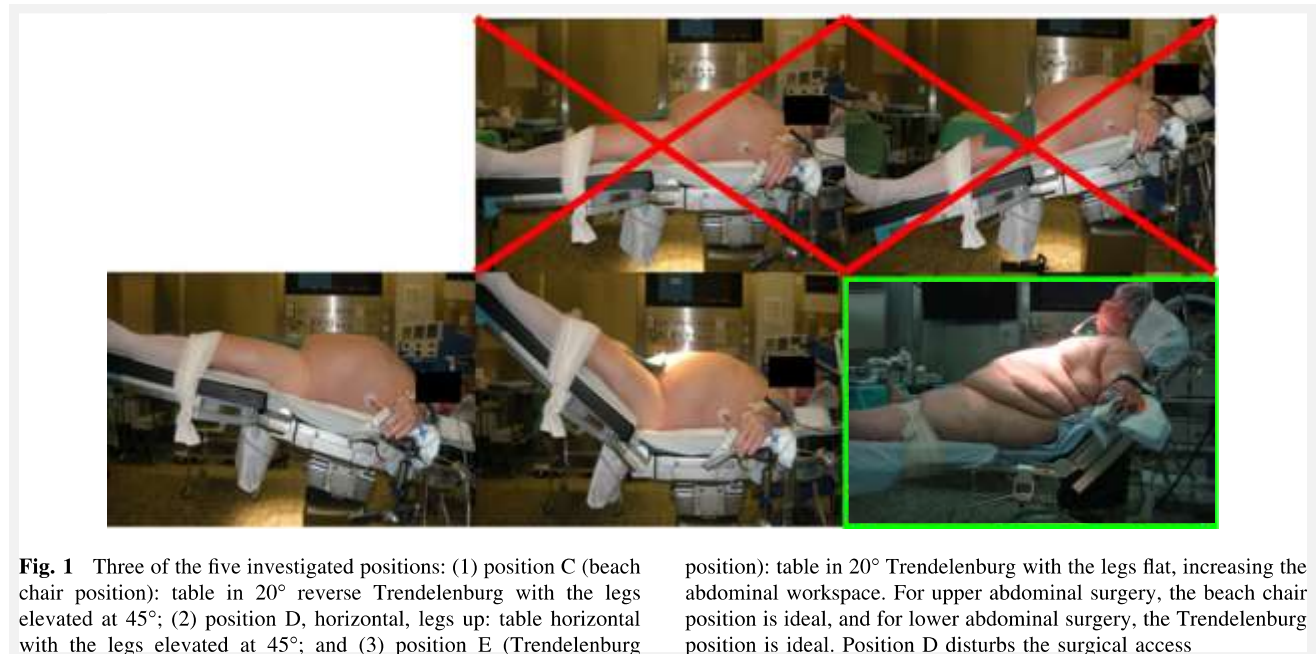 Fig. 1 Three of the five investigated positions: (1) position C (beach
chair position): table in 20° reverse Trendelenburg with the legs
elevated at 45°; (2) position D, horizontal, legs up: table horizontal
with the legs elevated at 45°; and (3) position E (Trendelenburg
position): table in 20° Trendelenburg with the legs flat, increasing the
abdominal workspace. For upper abdominal surgery, the beach chair
position is ideal, and for lower abdominal surgery, the Trendelenburg
position is ideal. Position D disturbs the surgical access